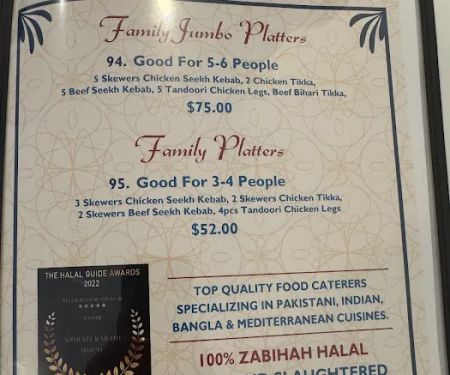 Family Jumbo Platters
94. Good For 5-6 People
5 Skewers Chicken Seekh Kebab, 2 Chicken Tikka,
5 Beef Seekh Kebab, 5 Tandoori Chicken Legs, Beef Bihari Tikka,
$75.00
Family Platters
95. Good For 3-4 People
3 Skewers Chicken Seekh Kebab, 2 Skewers Chicken Tikka,
2 Skewers Beef Seekh Kebab, 4pcs Tandoori Chicken Legs
$52.00
THE HALAL GUIDE AWARDS
2022
WINNER
TOP QUALITY FOOD CATERERS
SPECIALIZING IN PAKISTANI, INDIAN,
BANGLA & MEDITERRANEAN CUISINES.
100% ZABIHAH HALAL
SLAUGHTERED